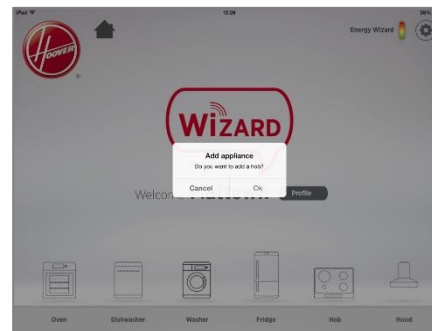 iPad 12:28 26%
HOOVER
Energy Wizard
WIZARD
Add appliance
Do you want to add a hob?
Cancel Ok
Welcome
Profile
Oven Dishwasher Washer Fridge Hob Hood